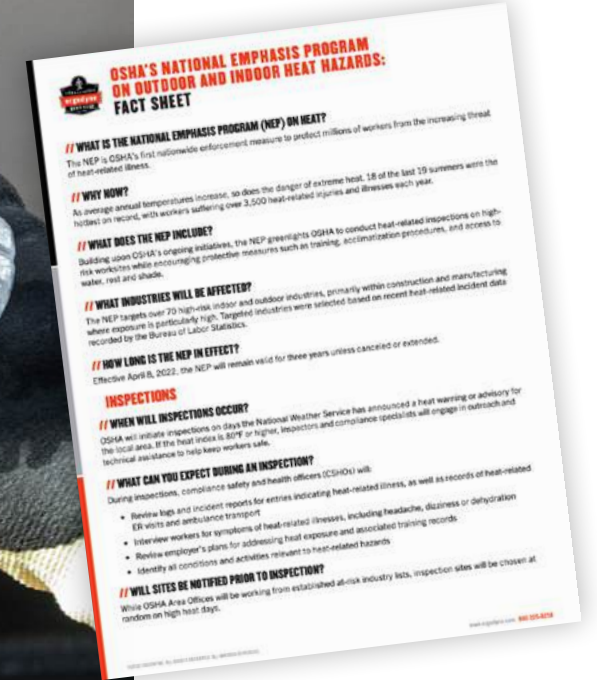 OSHA'S NATIONAL EMPHASIS PROGRAM
ON OUTDOOR AND INDOOR HEAT HAZARDS:
FACT SHEET
ergodyne
// WHAT IS THE NATIONAL EMPHASIS PROGRAM (NEP) ON HEAT?
The NEP is OSHA's first nationwide enforcement measure to protect millions of workers from the increasing threat
of heat-related illness.
// WHY NOW?
As average annual temperatures increase, so does the danger of extreme heat. 18 of the last 19 summers were the
hottest on record, with workers suffering over 3,500 heat-related injuries and illnesses each year.
// WHAT DOES THE NEP INCLUDE?
Building upon OSHA's ongoing initiatives, the NEP greenlights OSHA to conduct heat-related inspections on high-
risk worksites while encouraging protective measures such as training, acclimatization procedures, and access to
water, rest and shade.
// WHAT INDUSTRIES WILL BE AFFECTED?
The NEP targets over 70 high-risk indoor and outdoor industries, primarily within construction and manufacturing
where exposure is particularly high. Targeted industries were selected based on recent heat-related incident data
recorded by the Bureau of Labor Statistics.
// HOW LONG IS THE NEP IN EFFECT?
Effective April 8, 2022, the NEP will remain valid for three years unless canceled or extended.
INSPECTIONS
// WHEN WILL INSPECTIONS OCCUR?
OSHA will initiate inspections on days the National Weather Service has announced a heat warning or advisory for
the local area. If the heat index is 80°F or higher, inspectors and compliance specialists will engage in outreach and
technical assistance to help keep workers safe.
// WHAT CAN YOU EXPECT DURING AN INSPECTION?
During inspections, compliance safety and health officers (CSHOs) will:
• Review logs and incident reports for entries indicating heat-related illness, as well as records of heat-related
ER visits and ambulance transport
• Interview workers for symptoms of heat-related illnesses, including headache, dizziness or dehydration
• Review employer's plans for addressing heat exposure and associated training records
• Identify all conditions and activities relevant to heat-related hazards
// WILL SITES BE NOTIFIED PRIOR TO INSPECTION?
While OSHA Area Offices will be working from established at-risk industry lists, inspection sites will be chosen at
random on high heat days.
www.ergodyne.com